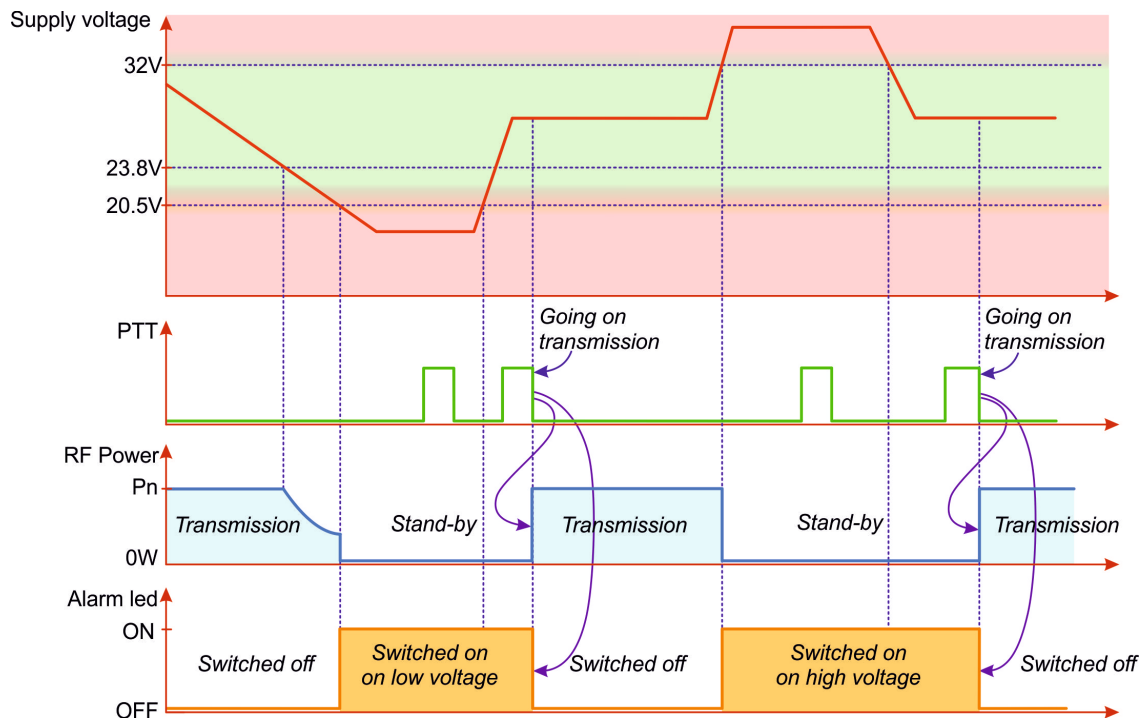 Supply voltage
32V
23.8V
20.5V
PTT
Going on
transmission
Going on
transmission
RF Power
Pn
0W
Transmission
Stand-by
Transmission
Stand-by
Transmission
Alarm led
ON
OFF
Switched off
Switched on
on low voltage
Switched off
Switched on
on high voltage
Switched off